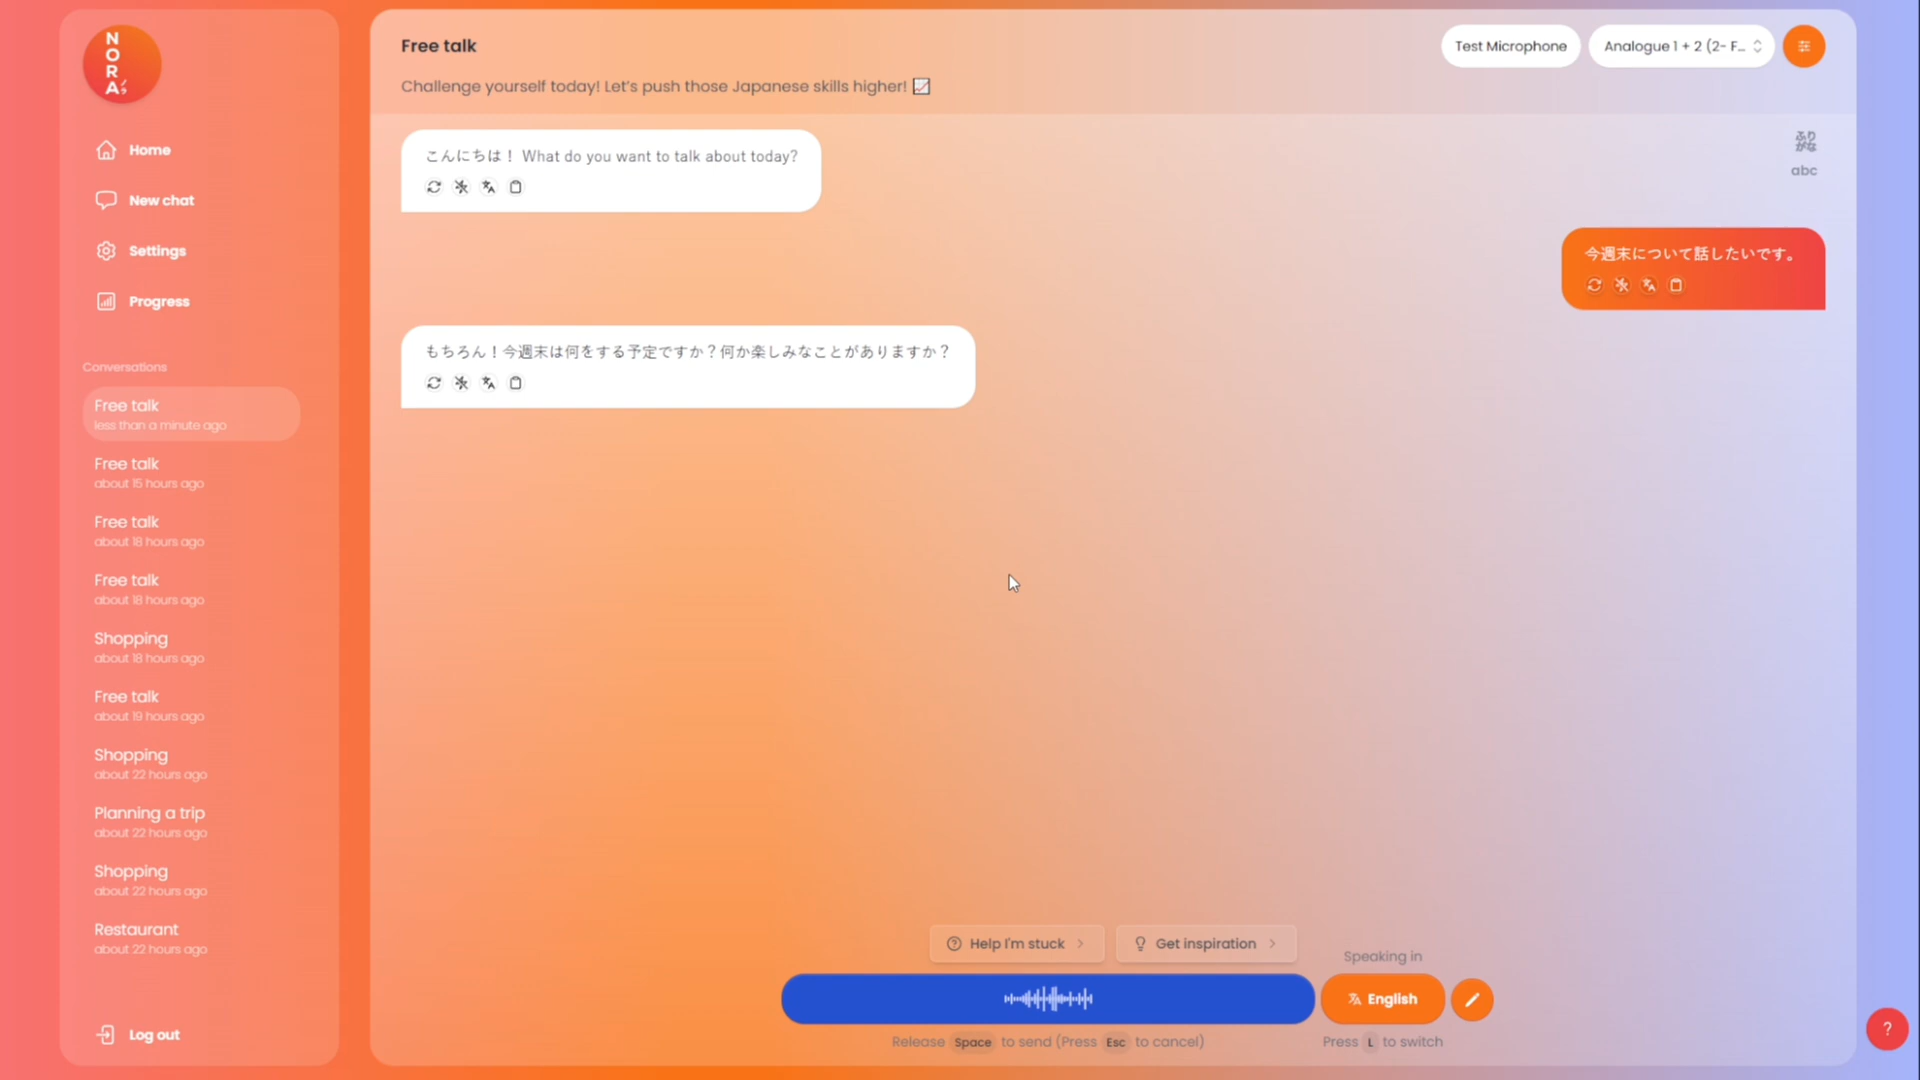 NORA
Home
New chat
Settings
Progress
Conversations
Free talk
less than a minute ago
Free talk
about 15 hours ago
Free talk
about 18 hours ago
Free talk
about 18 hours ago
Shopping
about 18 hours ago
Free talk
about 19 hours ago
Shopping
about 22 hours ago
Planning a trip
about 22 hours ago
Shopping
about 22 hours ago
Restaurant
about 22 hours ago
Log out
Free talk
Test Microphone
Analogue 1 + 2 (2- F...
Challenge yourself today! Let's push those Japanese skills higher!
ふり
がな
abc
こんにちは！ What do you want to talk about today?
今週末について話したいです。
もちろん！今週末は何をする予定ですか？何か楽しみなことがありますか？
Help I'm stuck
Get inspiration
Speaking in
English
Release Space to send (Press Esc to cancel)
Press L to switch
?